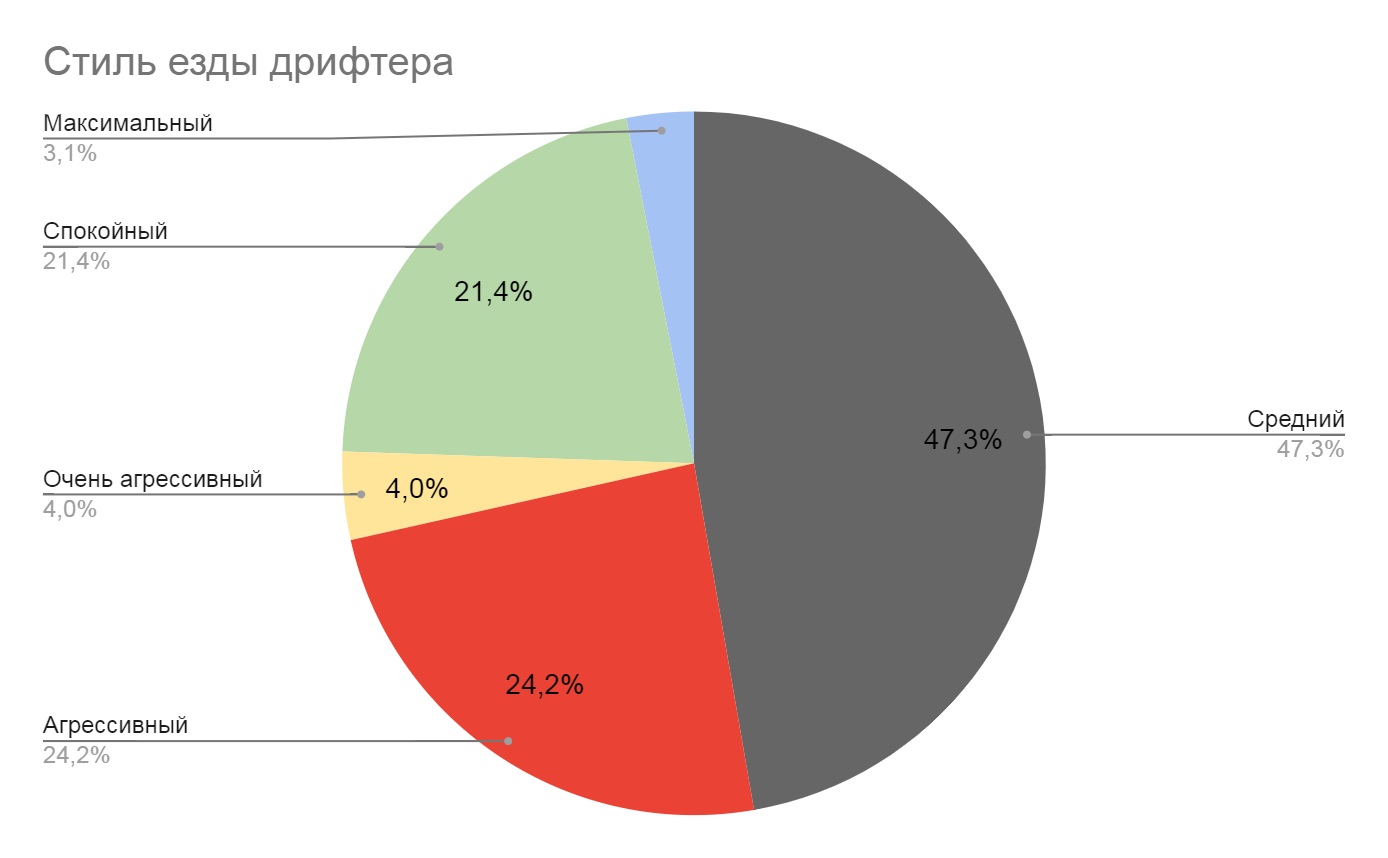 Стиль езды дрифтера
Максимальный
3,1%
Спокойный
21,4%
21,4%
Средний
47,3%
47,3%
Очень агрессивный
4,0%
4,0%
24,2%
Агрессивный
24,2%